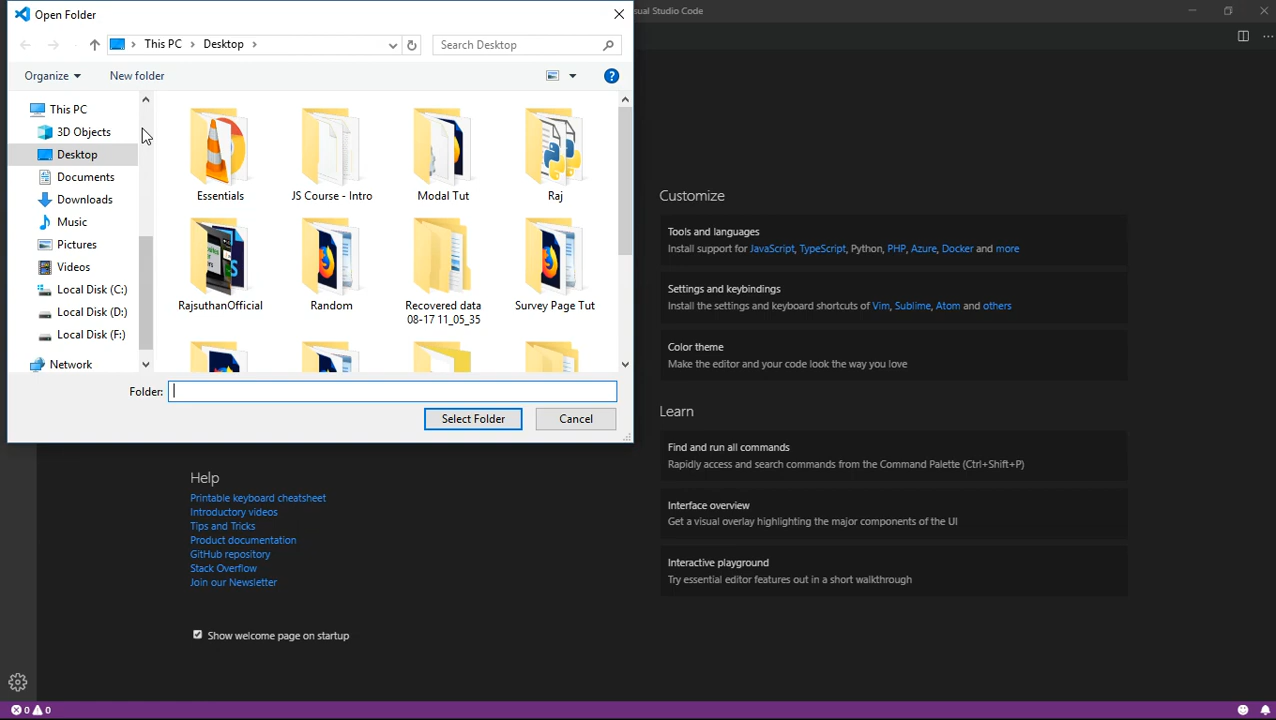 Open Folder
This PC
Desktop
Search Desktop
Organize
New folder
This PC
3D Objects
Desktop
Documents
Downloads
Music
Pictures
Videos
Local Disk (C:)
Local Disk (D:)
Local Disk (F:)
Network
Essentials
JS Course - Intro
Modal Tut
Raj
RajsuthanOfficial
Random
Recovered data
08-17 11_05_35
Survey Page Tut
Folder:
Select Folder
Cancel
sual Studio Code
Customize
Tools and languages
Install support for JavaScript, TypeScript, Python, PHP, Azure, Docker and more
Settings and keybindings
Install the settings and keyboard shortcuts of Vim, Sublime, Atom and others
Color theme
Make the editor and your code look the way you love
Learn
Find and run all commands
Rapidly access and search commands from the Command Palette (Ctrl+Shift+P)
Interface overview
Get a visual overlay highlighting the major components of the UI
Interactive playground
Try essential editor features out in a short walkthrough
Help
Printable keyboard cheatsheet
Introductory videos
Tips and Tricks
Product documentation
GitHub repository
Stack Overflow
Join our Newsletter
Show welcome page on startup
0 0